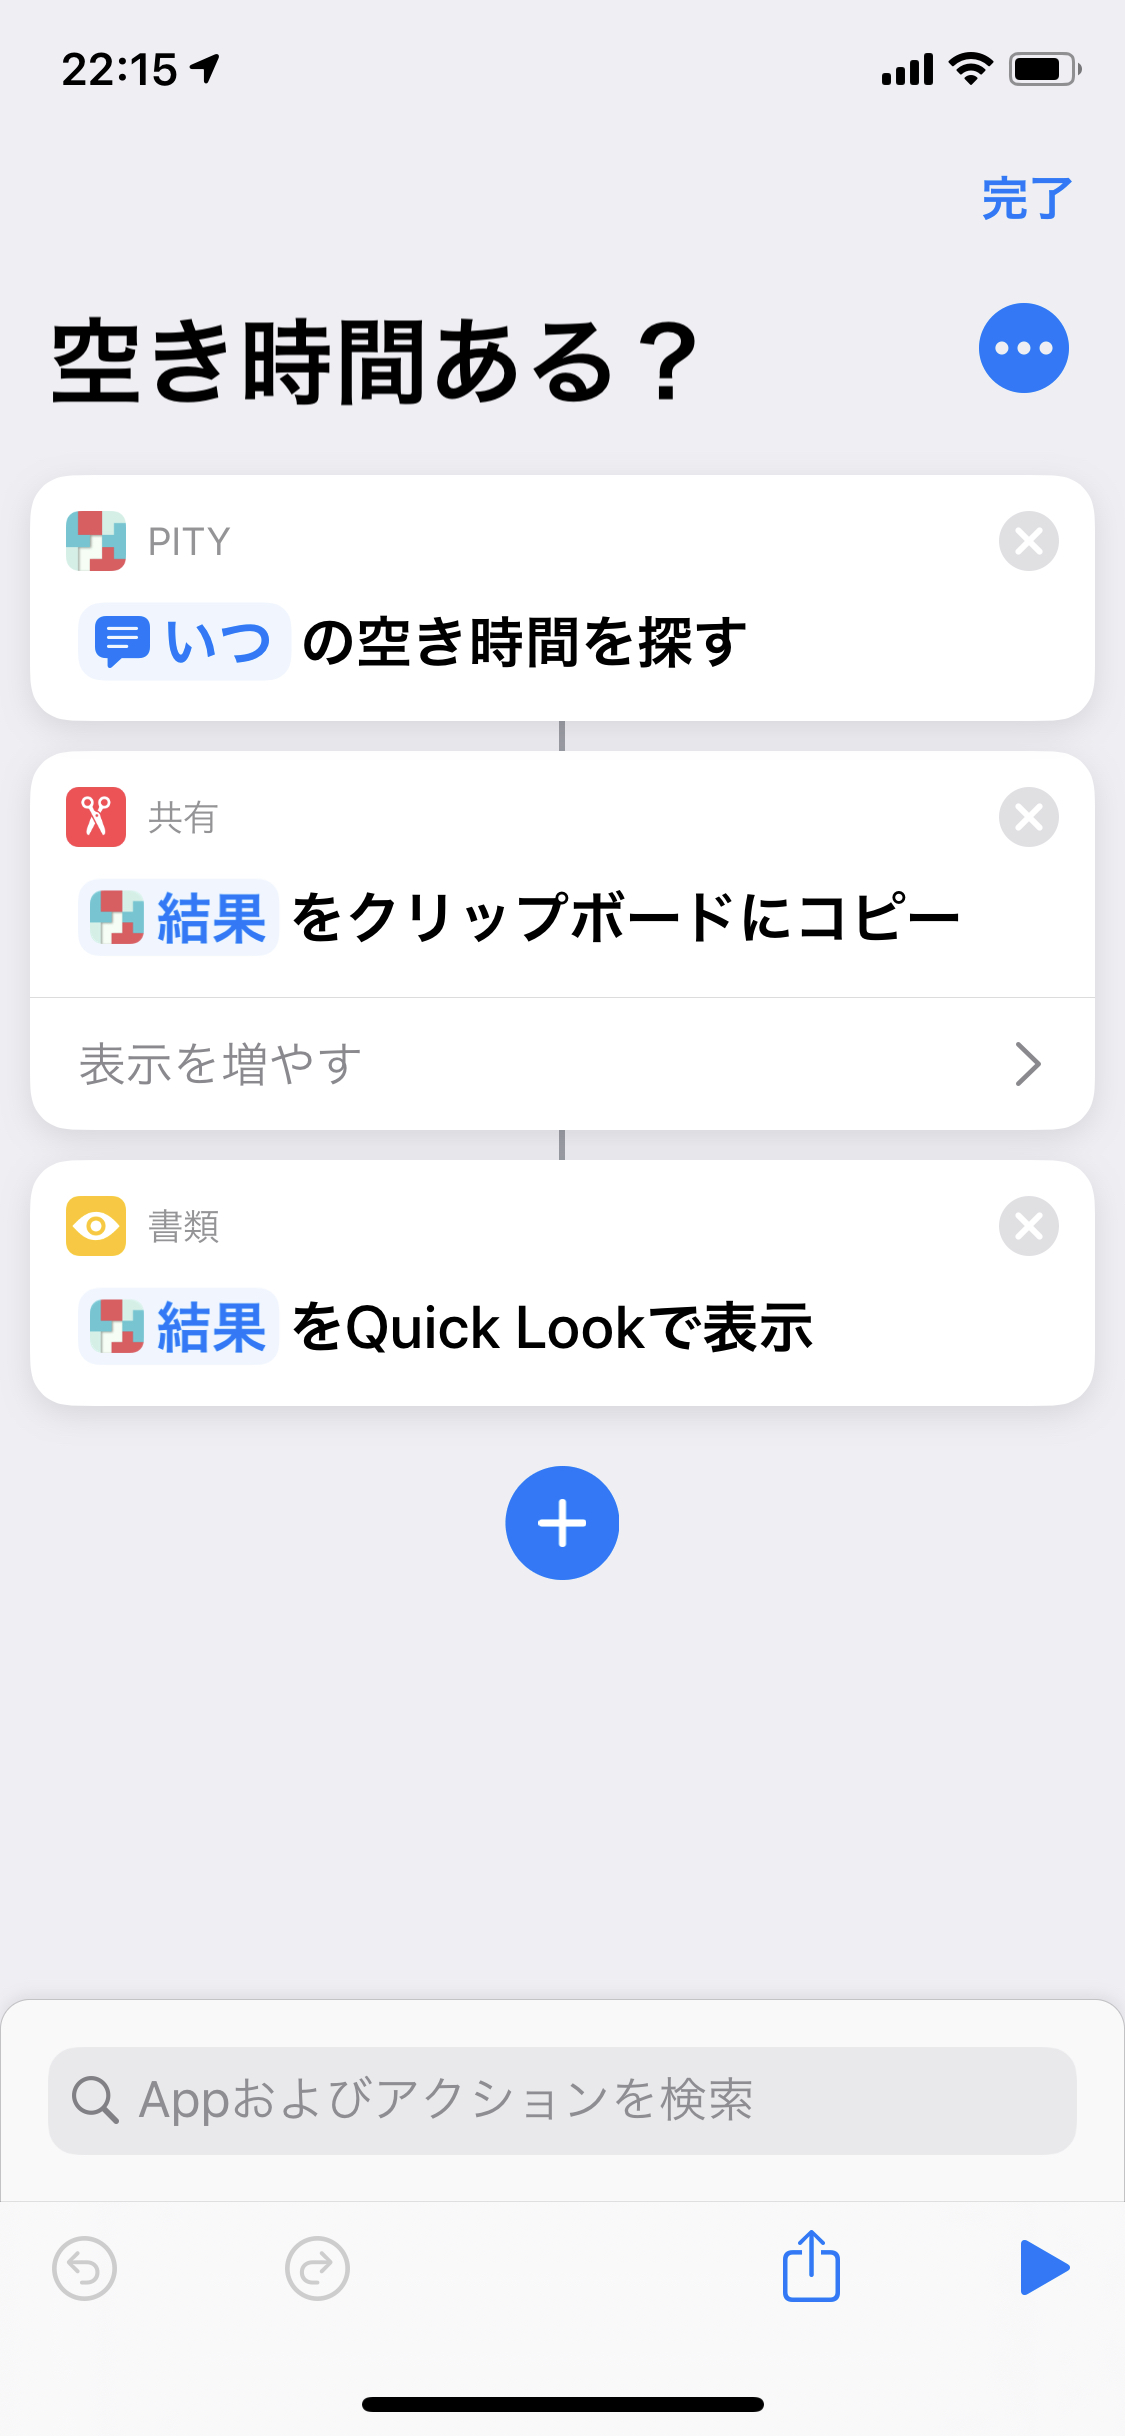 22:15
完了
空き時間ある？
PITY
いつ の空き時間を探す
共有
結果 をクリップボードにコピー
表示を増やす
書類
結果 をQuick Lookで表示
Appおよびアクションを検索